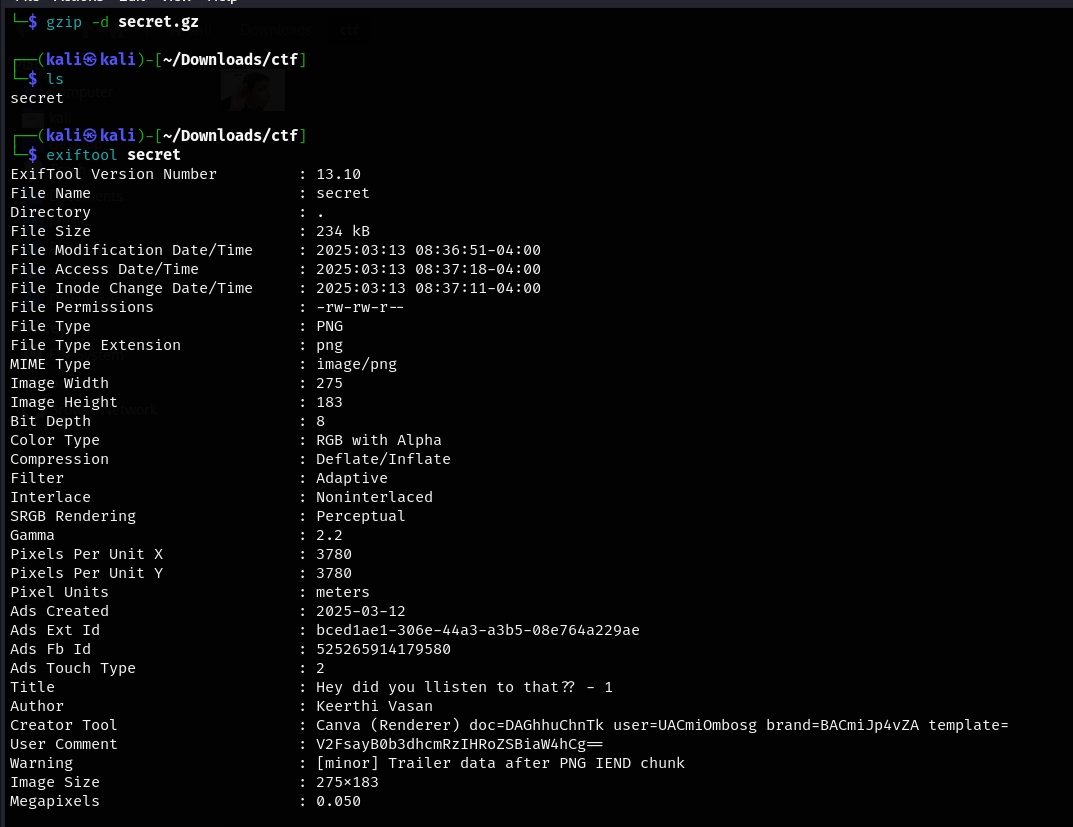 └─$ gzip -d secret.gz
┌──(kali㉿kali)-[~/Downloads/ctf]
└─$ ls
secret
┌──(kali㉿kali)-[~/Downloads/ctf]
└─$ exiftool secret
ExifTool Version Number : 13.10
File Name : secret
Directory : .
File Size : 234 kB
File Modification Date/Time : 2025:03:13 08:36:51-04:00
File Access Date/Time : 2025:03:13 08:37:18-04:00
File Inode Change Date/Time : 2025:03:13 08:37:11-04:00
File Permissions : -rw-rw-r--
File Type : PNG
File Type Extension : png
MIME Type : image/png
Image Width : 275
Image Height : 183
Bit Depth : 8
Color Type : RGB with Alpha
Compression : Deflate/Inflate
Filter : Adaptive
Interlace : Noninterlaced
SRGB Rendering : Perceptual
Gamma : 2.2
Pixels Per Unit X : 3780
Pixels Per Unit Y : 3780
Pixel Units : meters
Ads Created : 2025-03-12
Ads Ext Id : bced1ae1-306e-44a3-a3b5-08e764a229ae
Ads Fb Id : 525265914179580
Ads Touch Type : 2
Title : Hey did you llisten to that?? - 1
Author : Keerthi Vasan
Creator Tool : Canva (Renderer) doc=DAGhhuChnTk user=UACmiOmbosg brand=BACmiJp4vZA template=
User Comment : V2FsayB0b3dhcmRzIHRoZSBiaW4hCg==
Warning : [minor] Trailer data after PNG IEND chunk
Image Size : 275x183
Megapixels : 0.050